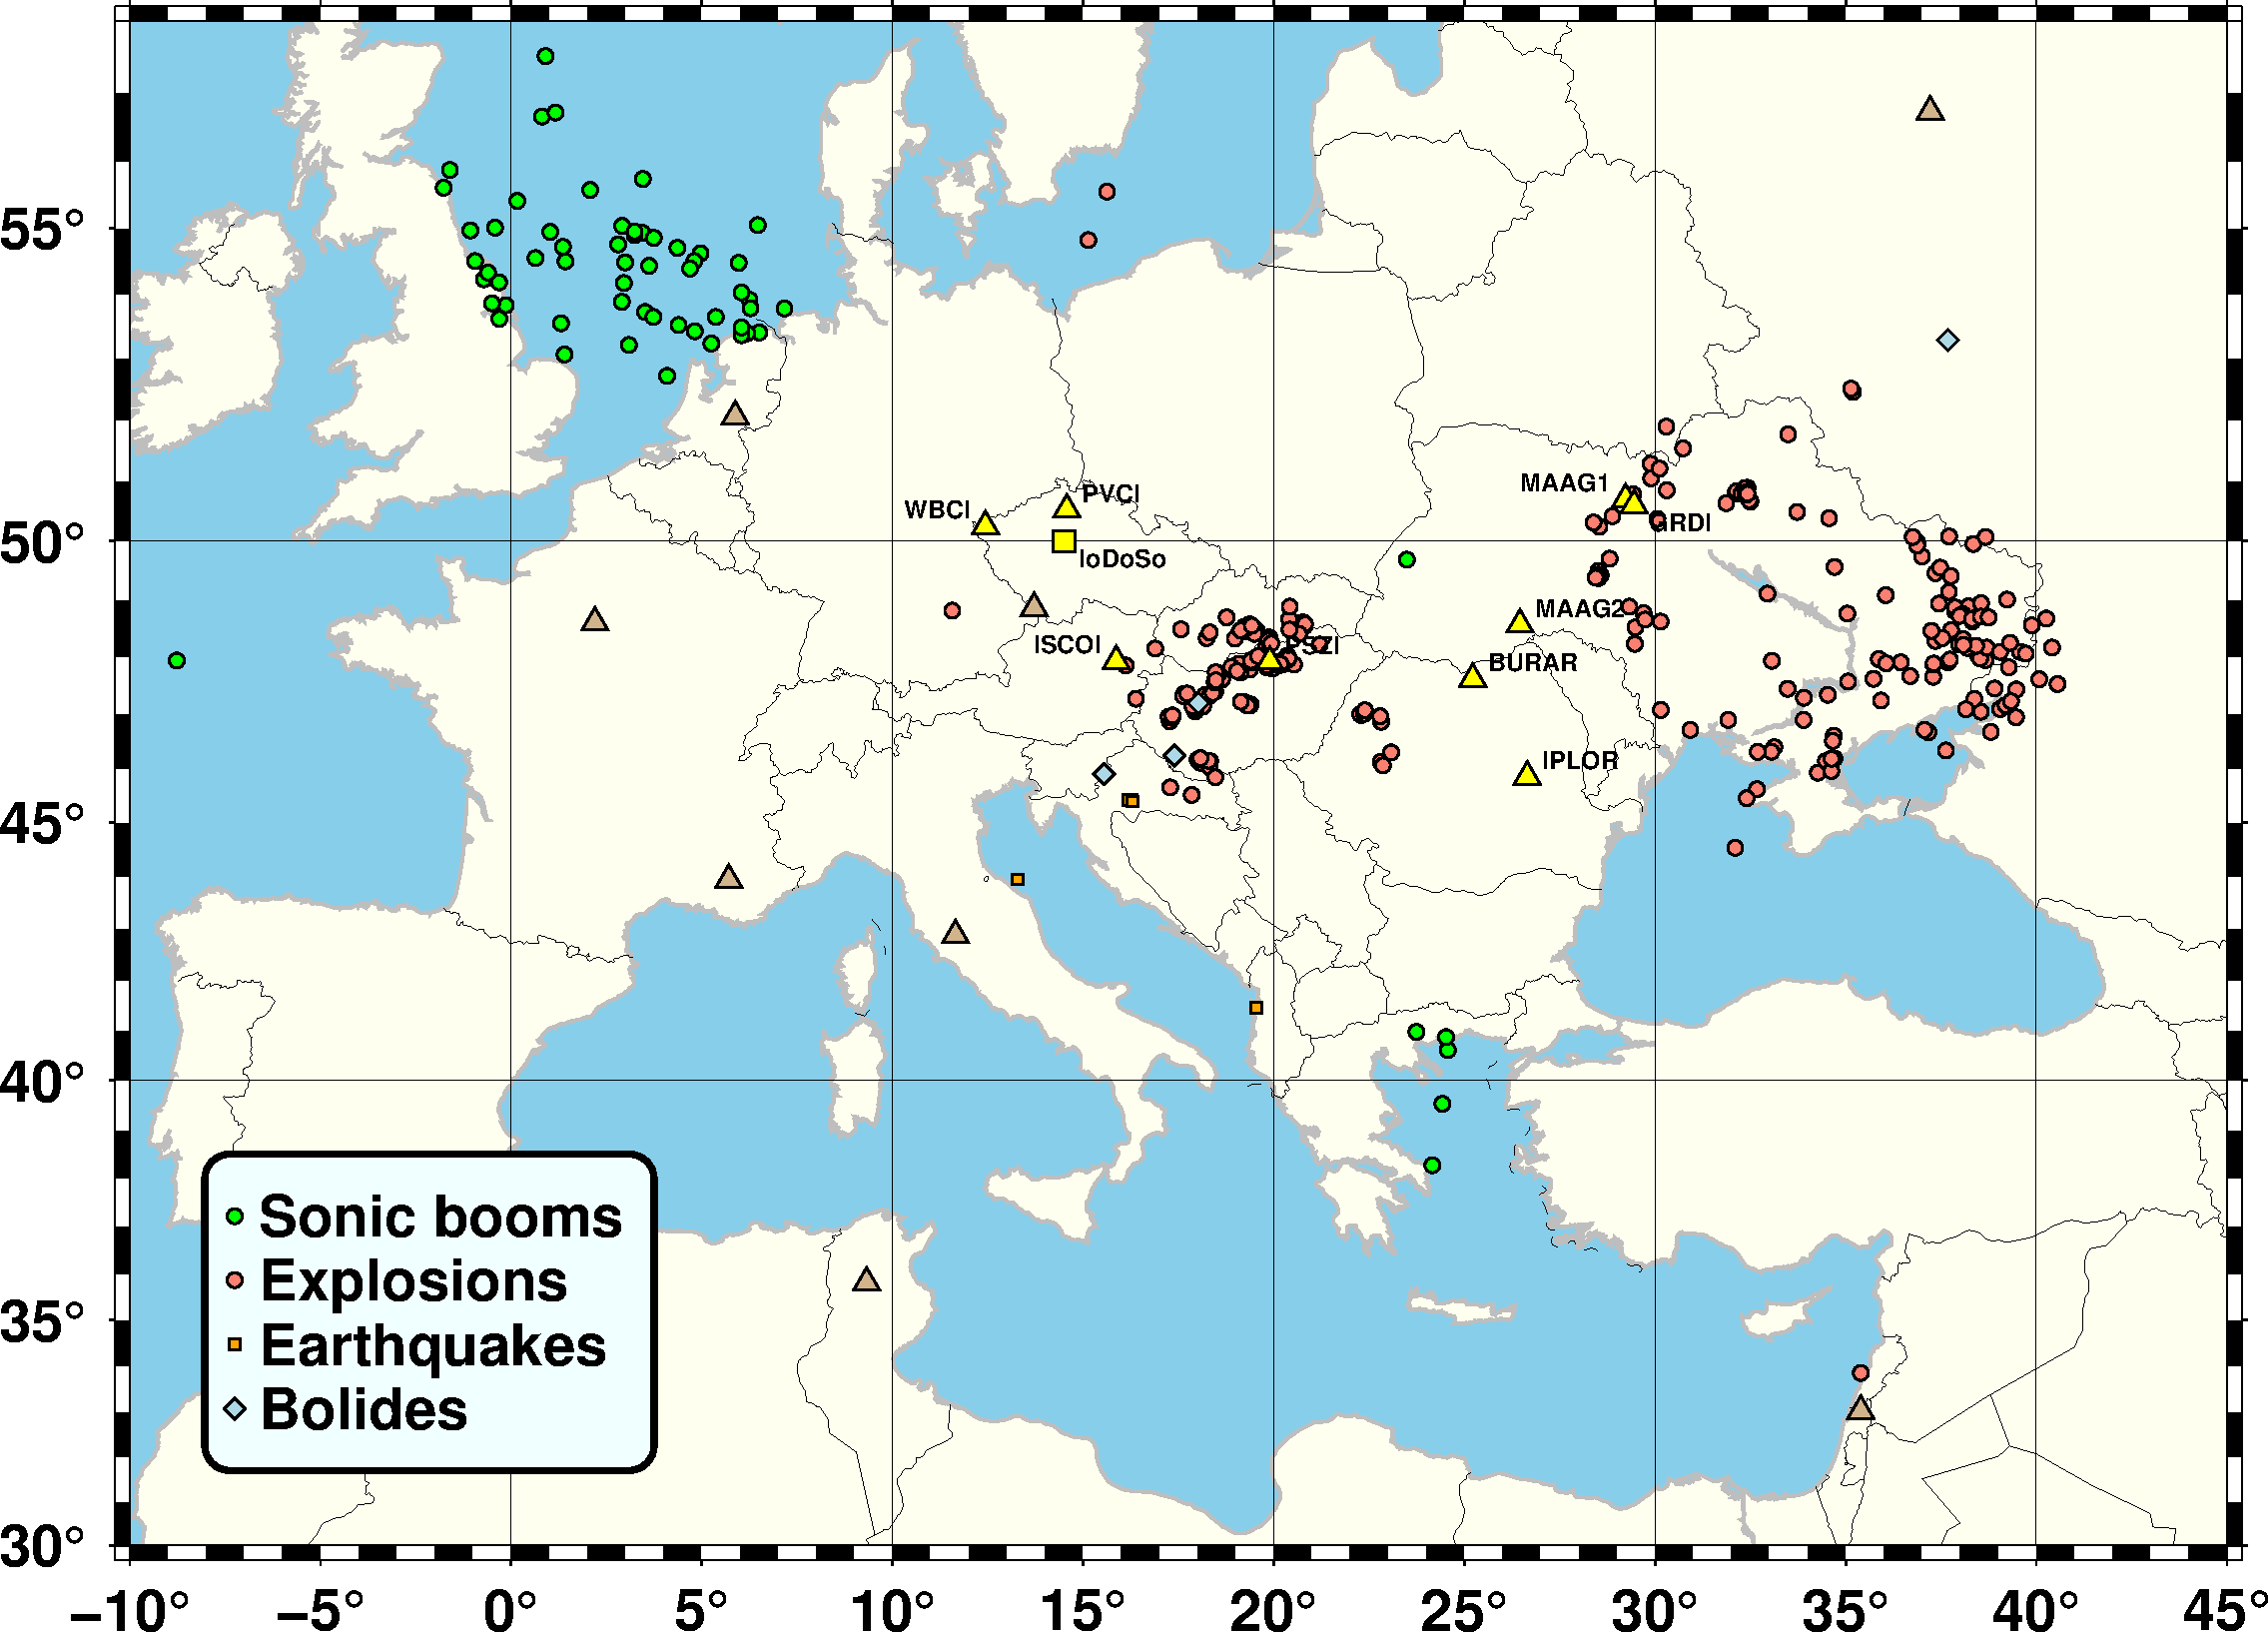 55°
50°
45°
40°
35°
30°
MAAG1
PVCI
WBCI
GRDI
IoDoSo
MAAG2
ISCOI
PSZI
BURAR
IPLOR
Sonic booms
Explosions
Earthquakes
Bolides
−10° −5° 0° 5° 10° 15° 20° 25° 30° 35° 40° 45°